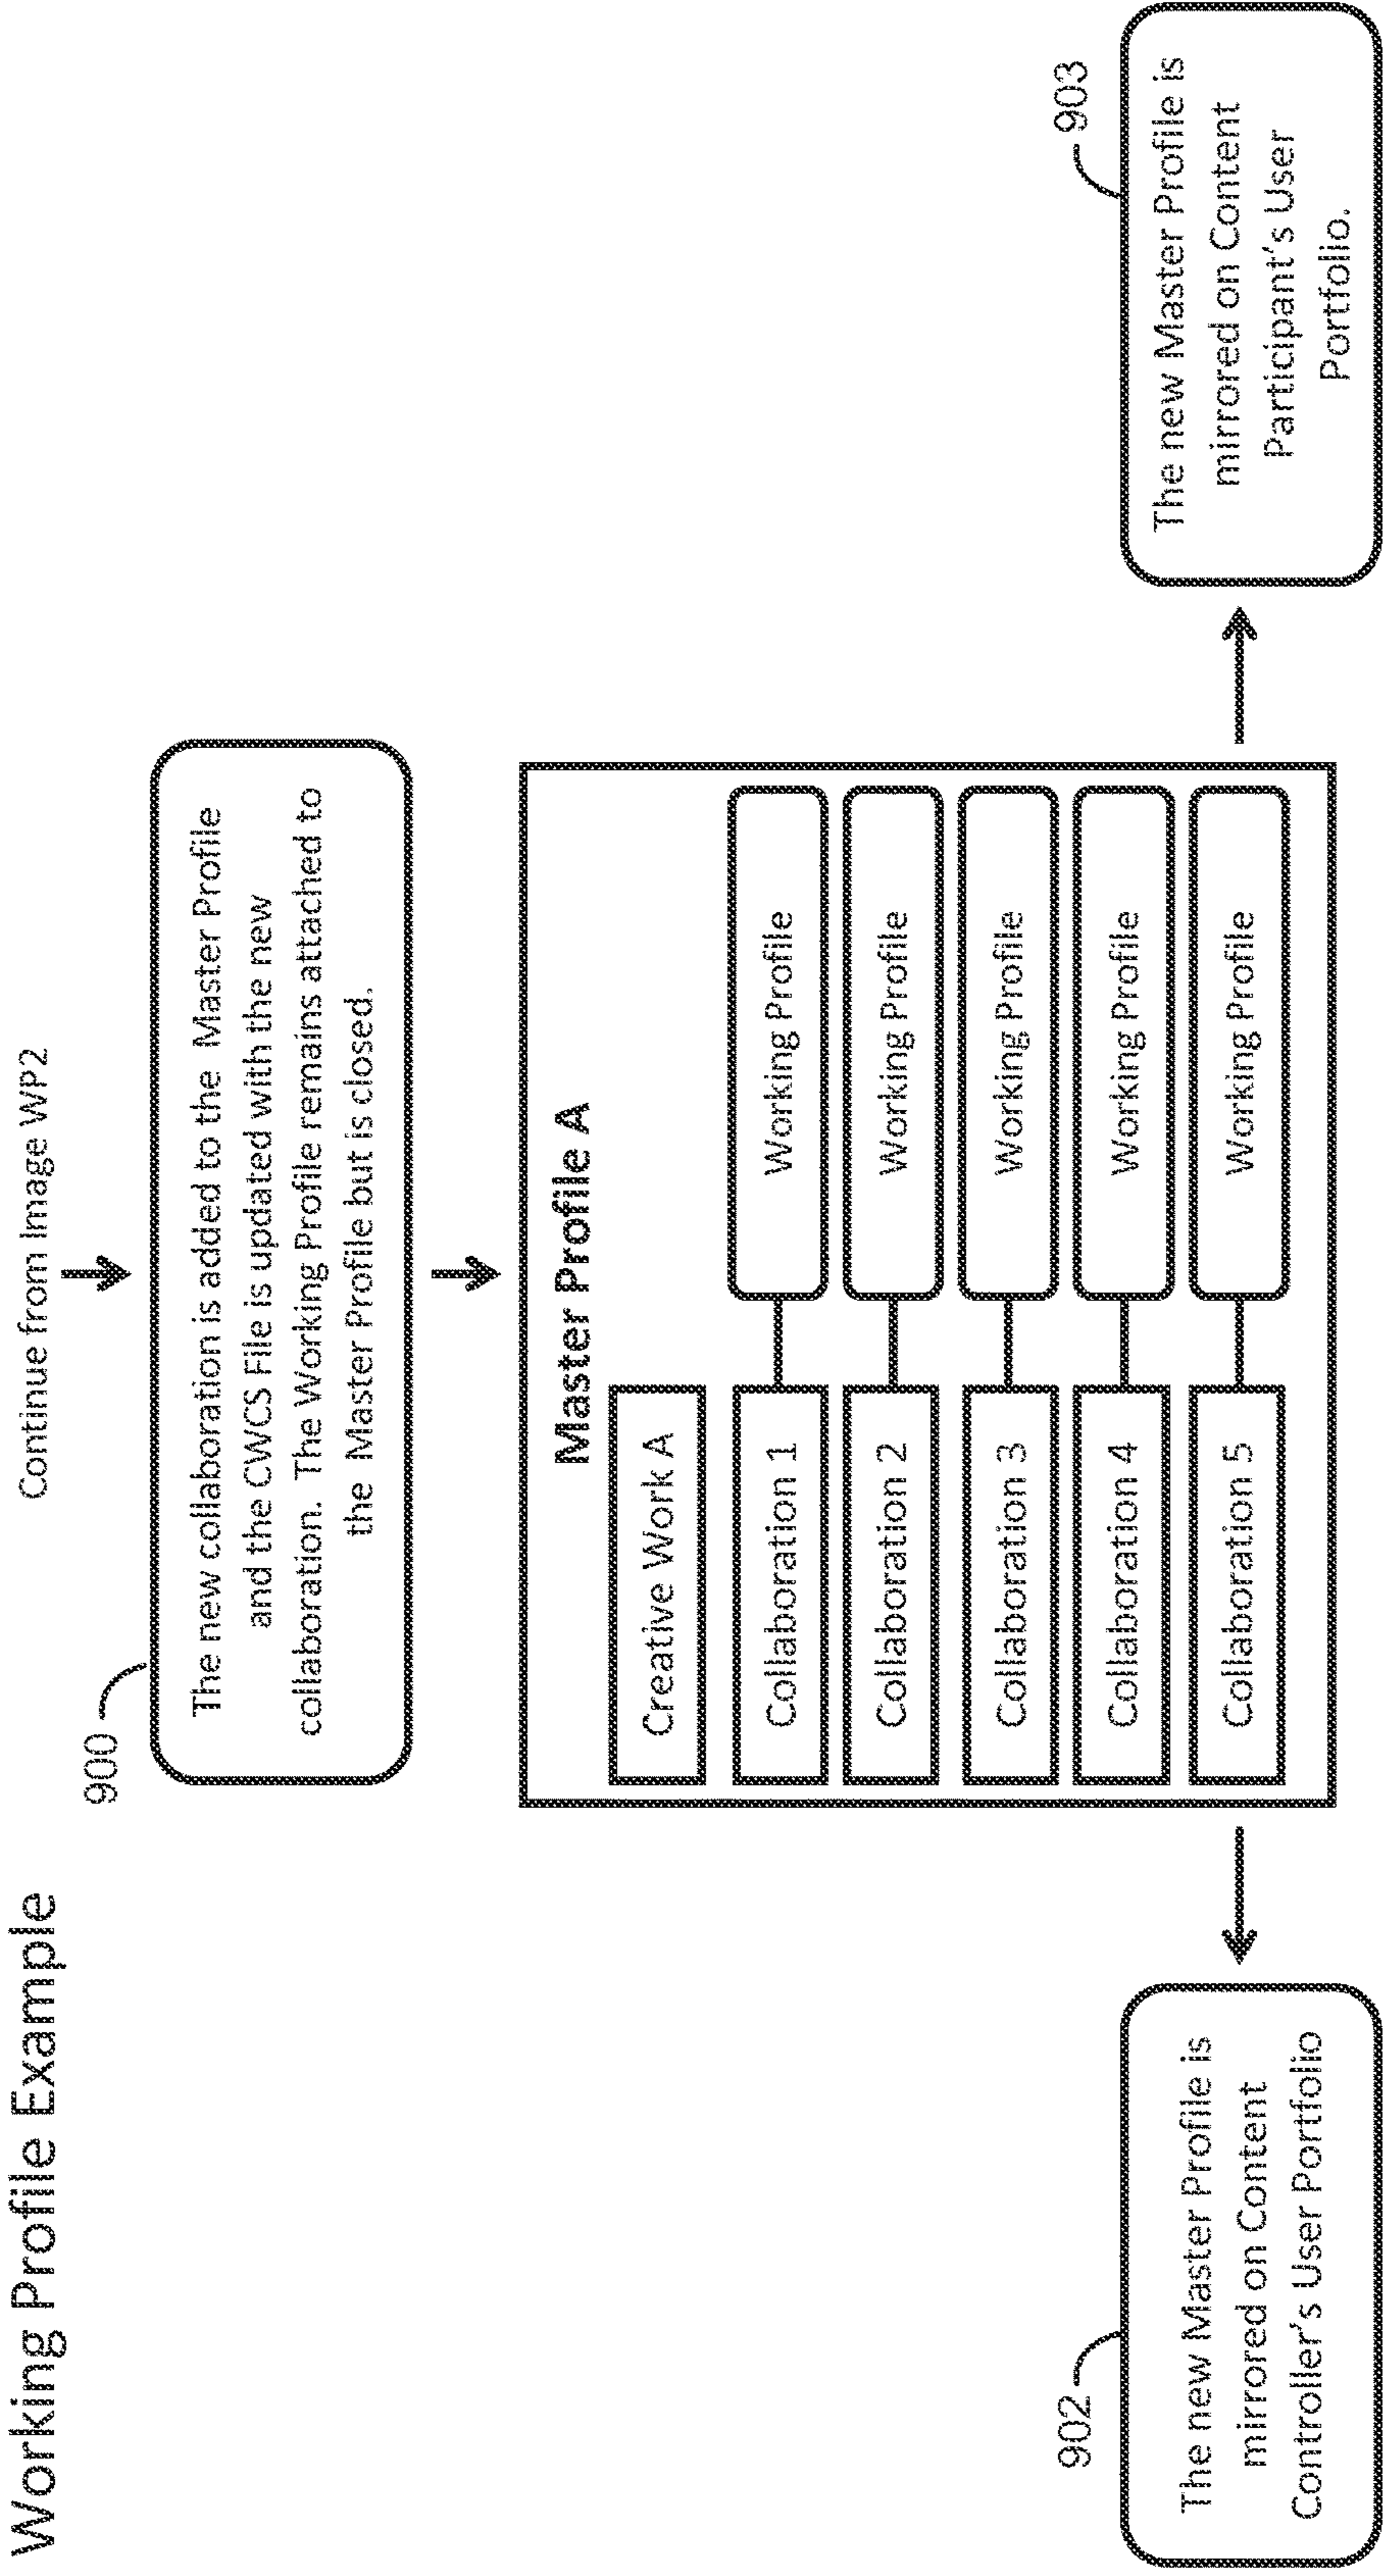 Working Profile Example
Continue from Image WP2
900
The new collaboration is added to the Master Profile
and the CWCS File is updated with the new
collaboration. The Working Profile remains attached to
the Master Profile but is closed.
Master Profile A
Creative Work A
Collaboration 1
Working Profile
Collaboration 2
Working Profile
Collaboration 3
Working Profile
Collaboration 4
Working Profile
Collaboration 5
Working Profile
902
The new Master Profile is
mirrored on Content
Controller's User Portfolio
903
The new Master Profile is
mirrored on Content
Participant's User
Portfolio.